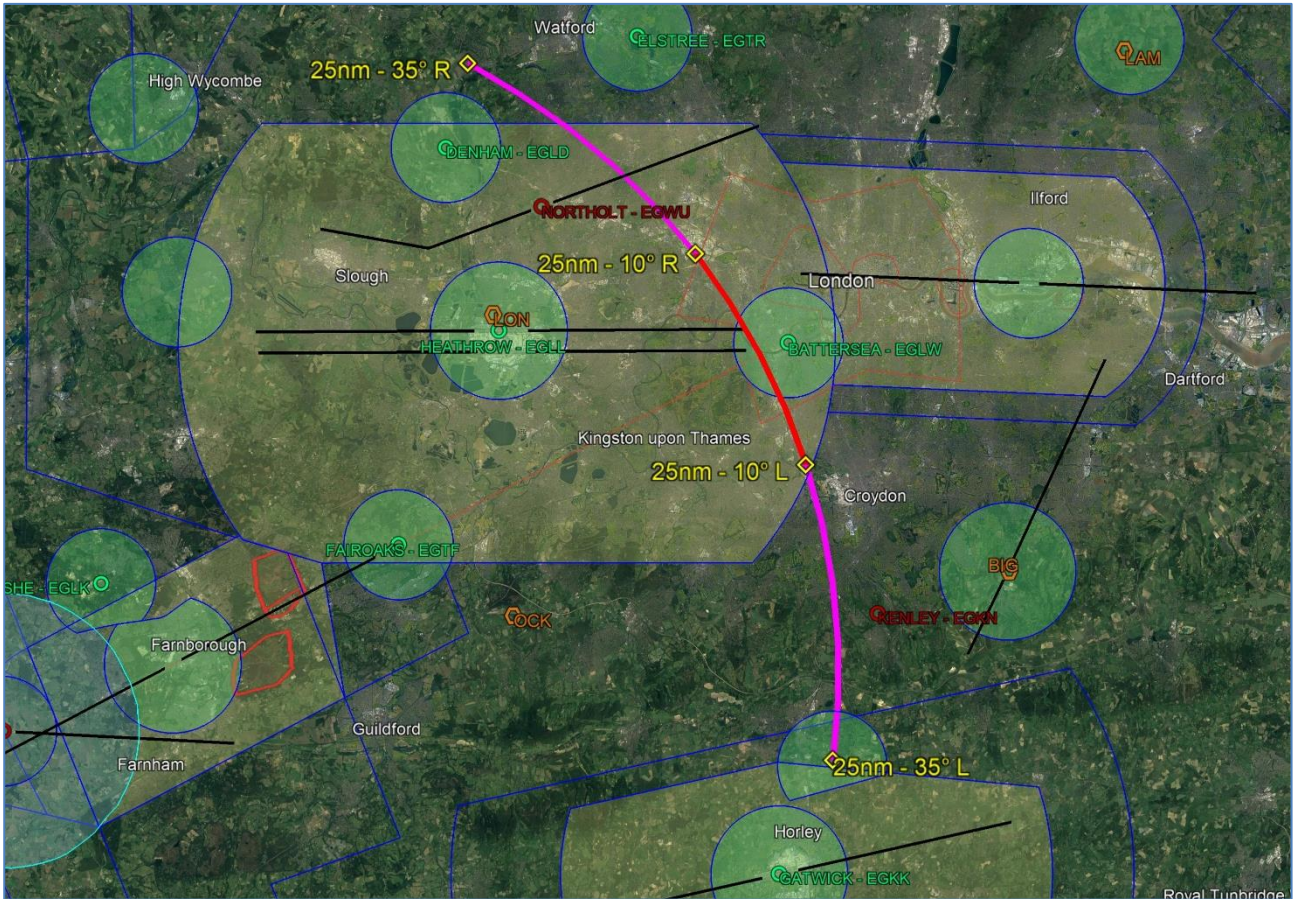 Watford
ELSTREE - EGTR
LAM
25nm - 35° R
High Wycombe
DENHAM - EGLD
Ilford
NORTHOLT - EGWU
25nm - 10° R
Slough
London
LON
HEATHROW - EGLL
BATTERSEA - EGLW
Dartford
Kingston upon Thames
25nm - 10° L
Croydon
FAIROAKS - EGTF
BIG
SHE - EGLK
OCK
KENLEY - EGKN
Farnborough
Guildford
Farnham
25nm - 35° L
Horley
GATWICK - EGKK
Royal Tunbridge